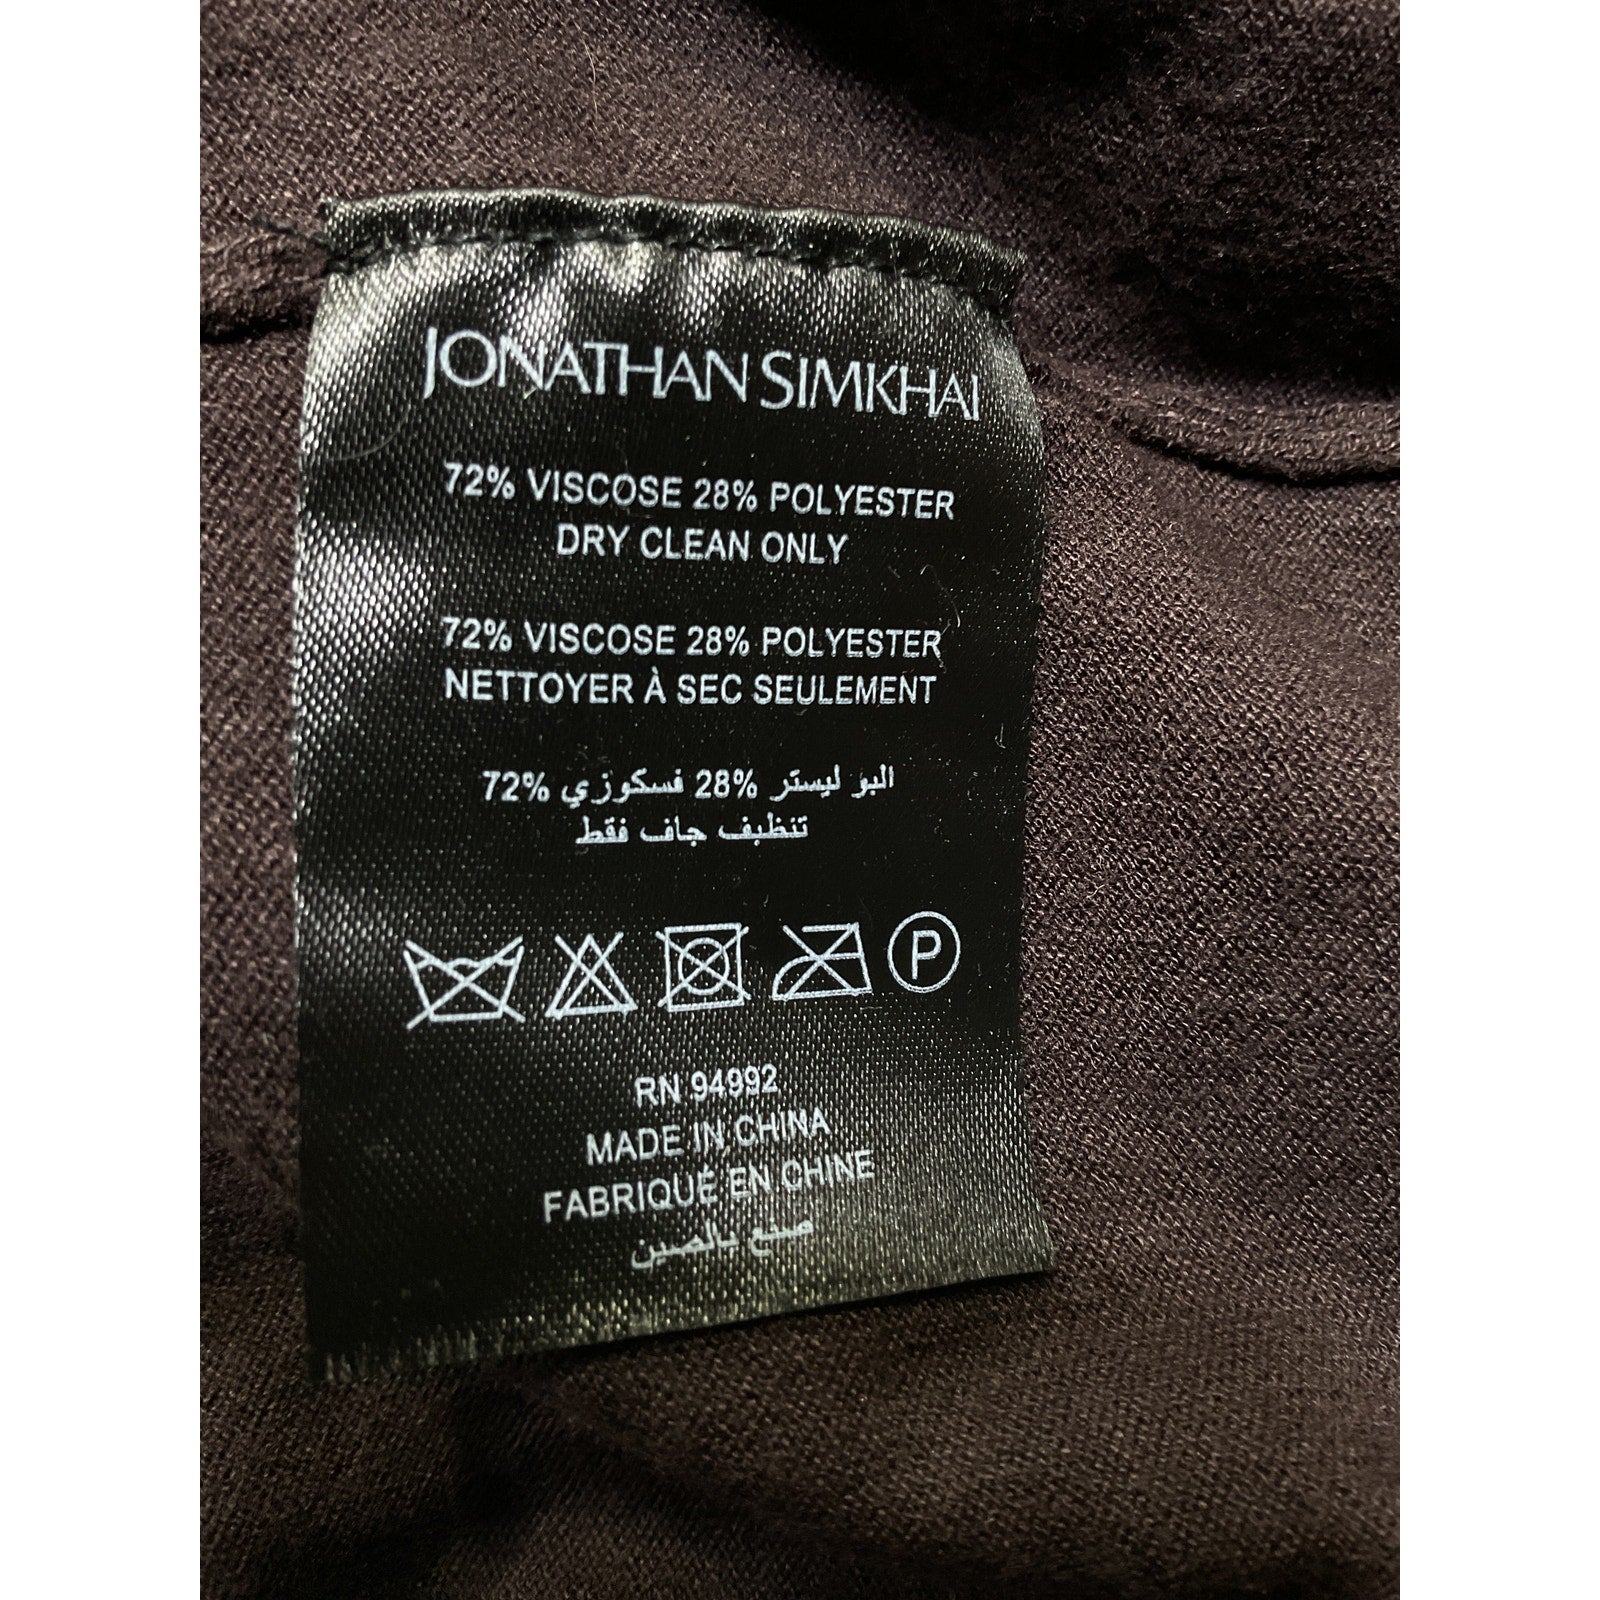 JONATHAN SIMKHAI
72% VISCOSE 28% POLYESTER
DRY CLEAN ONLY
72% VISCOSE 28% POLYESTER
NETTOYER À SEC SEULEMENT
البو ليستر 28% فسكوزي 72%
تنظيف جاف فقط
P
RN 94992
MADE IN CHINA
FABRIQUÉ EN CHINE
صنع بالصين